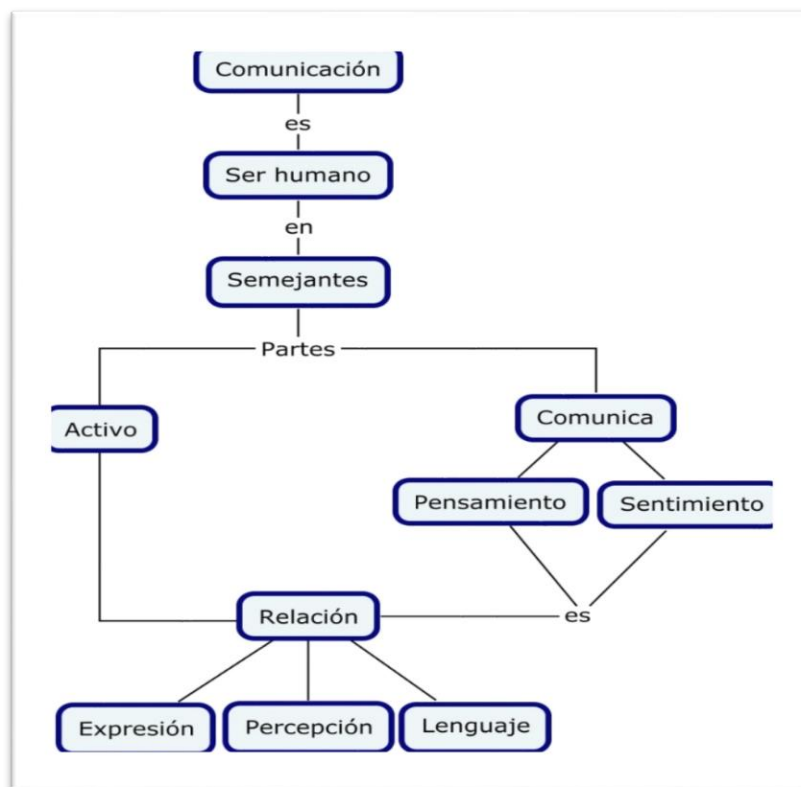 Comunicación
es
Ser humano
en
Semejantes
Partes
Activo
Comunica
Pensamiento
Sentimiento
es
Relación
Expresión
Percepción
Lenguaje